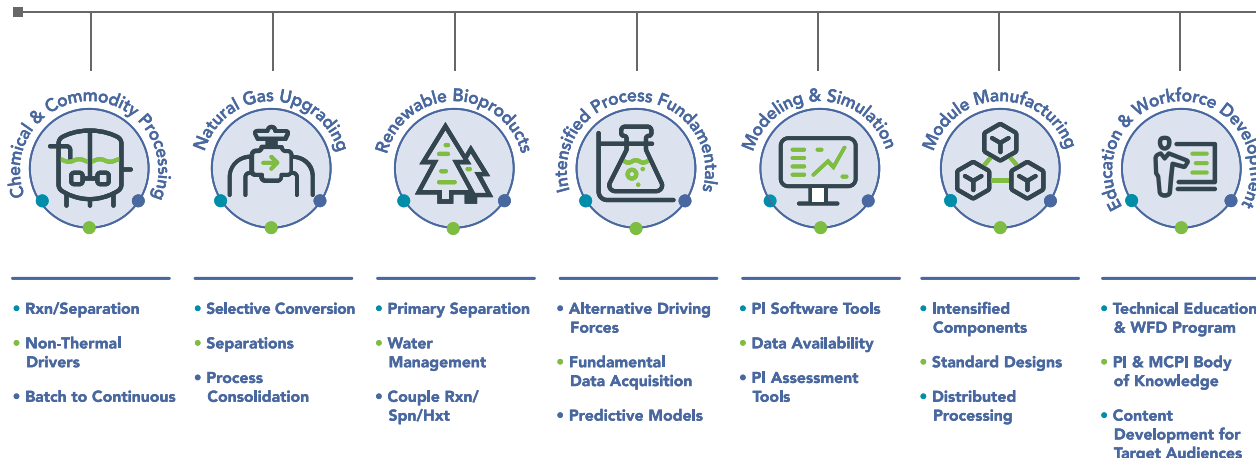 Chemical & Commodity Processing
Natural Gas Upgrading
Renewable Bioproducts
Intensified Process Fundamentals
Modeling & Simulation
Module Manufacturing
Education & Workforce Development
• Rxn/Separation
• Non-Thermal
Drivers
• Batch to Continuous
• Selective Conversion
• Separations
• Process
Consolidation
• Primary Separation
• Water
Management
• Couple Rxn/
Spn/Hxt
• Alternative Driving
Forces
• Fundamental
Data Acquisition
• Predictive Models
• PI Software Tools
• Data Availability
• PI Assessment
Tools
• Intensified
Components
• Standard Designs
• Distributed
Processing
• Technical Education
& WFD Program
• PI & MCPI Body
of Knowledge
• Content
Development for
Target Audiences